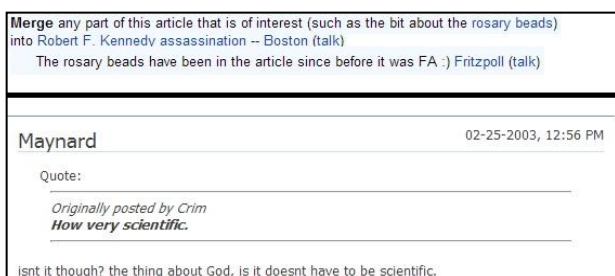 Merge any part of this article that is of interest (such as the bit about the rosary beads)
into Robert F. Kennedy assassination -- Boston (talk)
The rosary beads have been in the article since before it was FA :) Fritzpoll (talk)
Maynard
02-25-2003, 12:56 PM
Quote:
Originally posted by Crim
How very scientific.
isnt it though? the thing about God, is it doesnt have to be scientific.